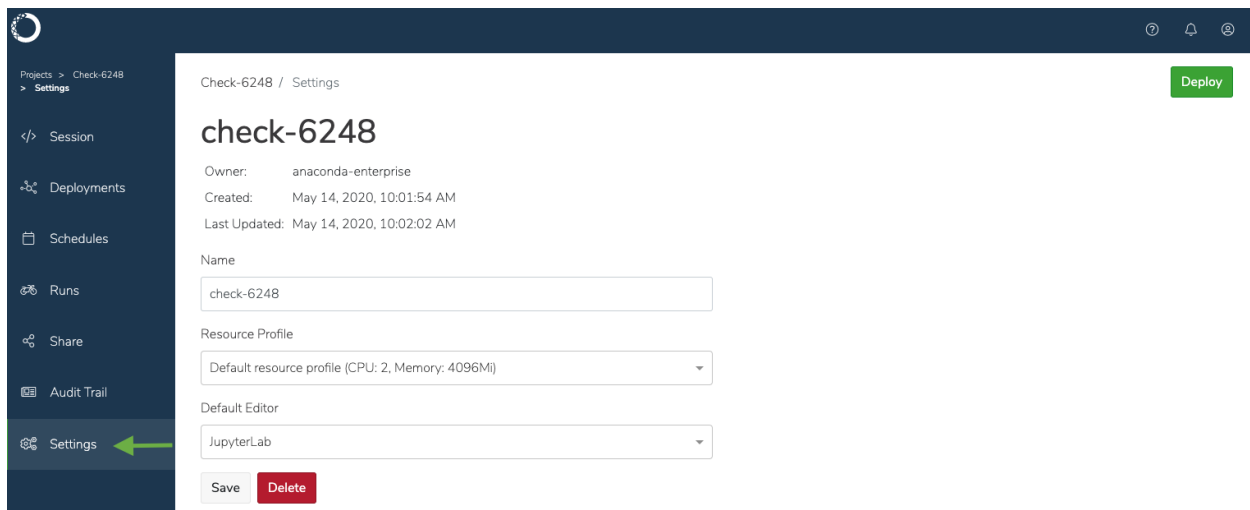 Projects > Check-6248
> Settings
</> Session
Deployments
Schedules
Runs
Share
Audit Trail
Settings
Check-6248 / Settings
Deploy
check-6248
Owner: anaconda-enterprise
Created: May 14, 2020, 10:01:54 AM
Last Updated: May 14, 2020, 10:02:02 AM
Name
check-6248
Resource Profile
Default resource profile (CPU: 2, Memory: 4096Mi)
Default Editor
JupyterLab
Save Delete